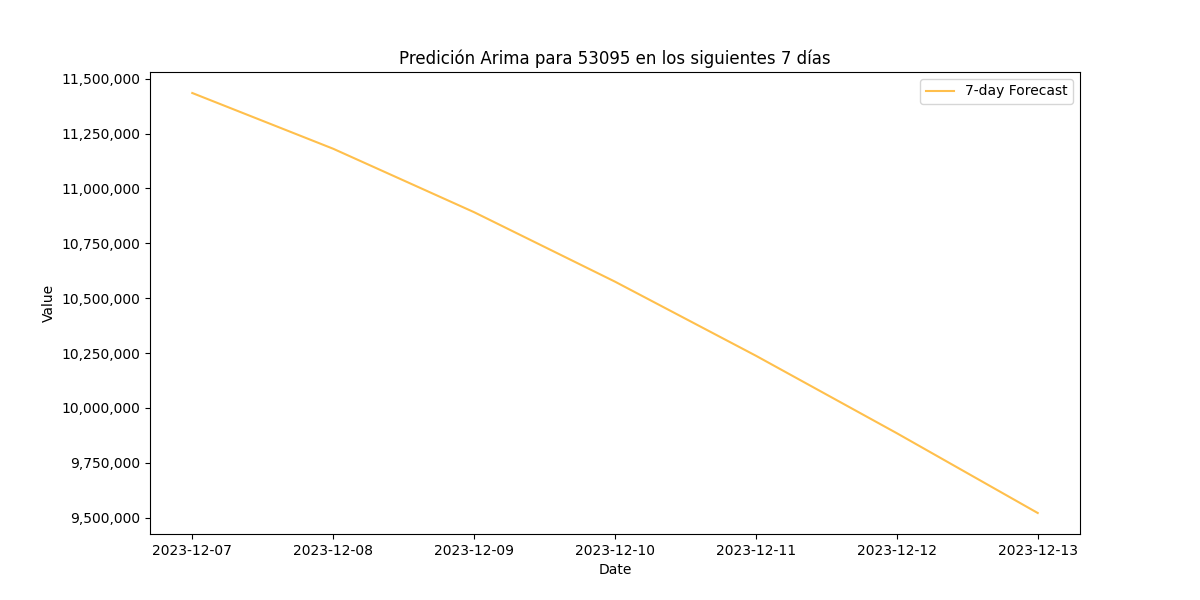 Predición Arima para 53095 en los siguientes 7 días
7-day Forecast
11,500,000
11,250,000
11,000,000
10,750,000
10,500,000
10,250,000
10,000,000
9,750,000
9,500,000
Value
2023-12-07 2023-12-08 2023-12-09 2023-12-10 2023-12-11 2023-12-12 2023-12-13
Date